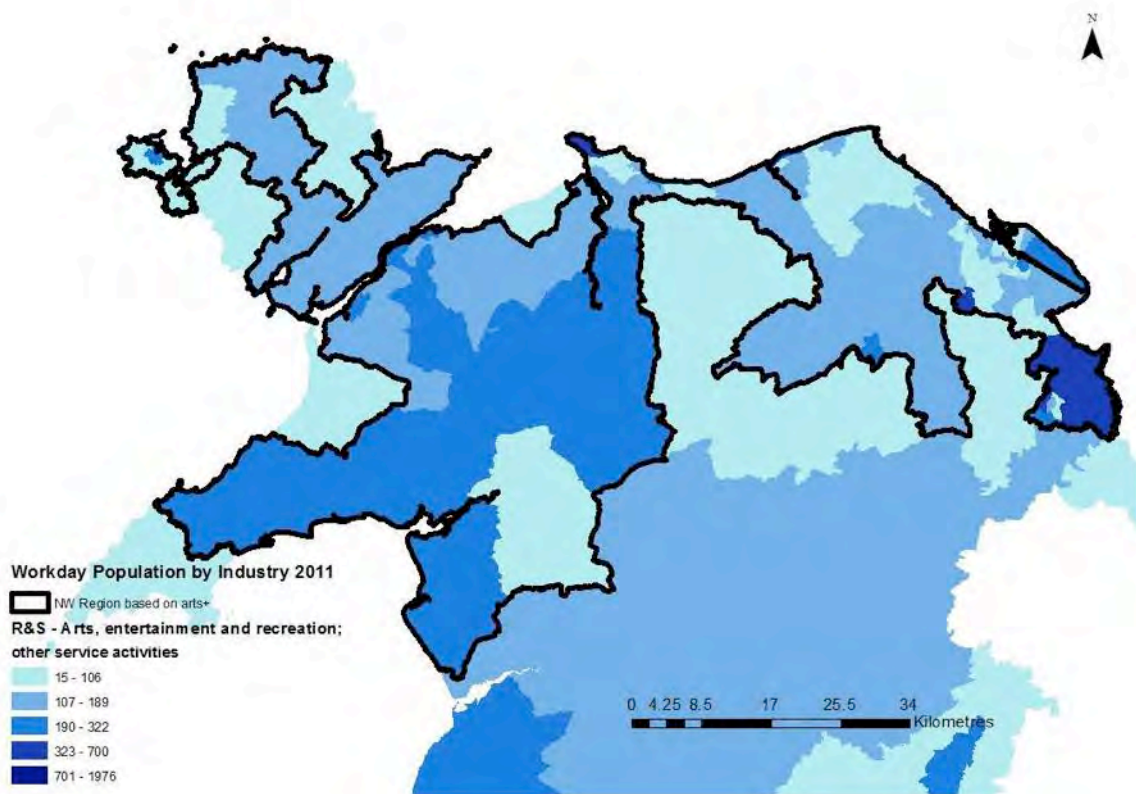 N
Workday Population by Industry 2011
NW Region based on arts+
R&S - Arts, entertainment and recreation;
other service activities
15 - 106
107 - 189
190 - 322
323 - 700
701 - 1976
0 4.25 8.5 17 25.5 34
Kilometres